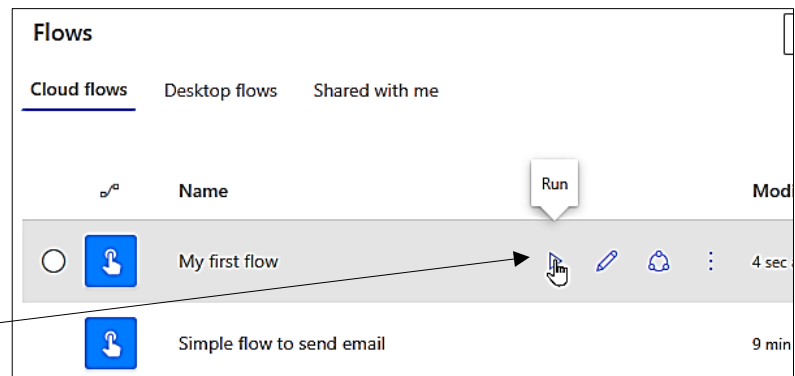 Flows
Cloud flows Desktop flows Shared with me
Run
Name
My first flow 4 sec
Simple flow to send email 9 min